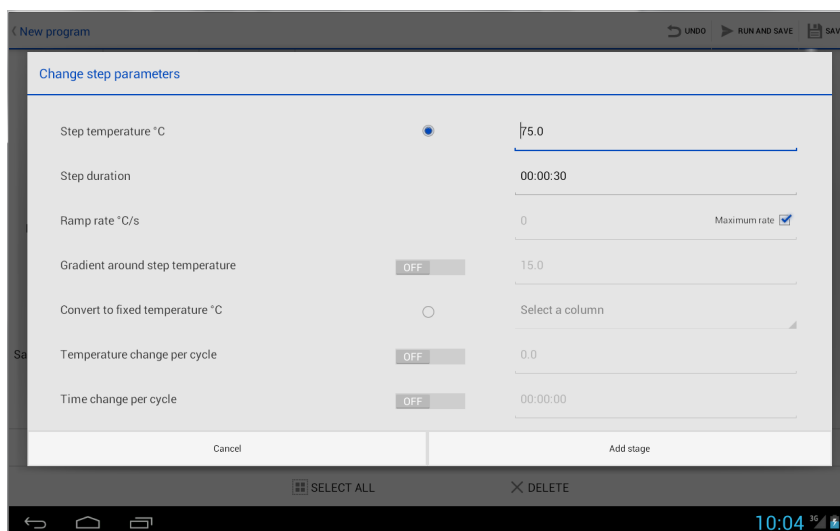 New program UNDO RUN AND SAVE SAV
Change step parameters
Step temperature °C 75.0
Step duration 00:00:30
Ramp rate °C/s 0 Maximum rate
Gradient around step temperature OFF 15.0
Convert to fixed temperature °C Select a column
Sa
Temperature change per cycle OFF 0.0
Time change per cycle OFF 00:00:00
Cancel Add stage
SELECT ALL DELETE
10:04 3G